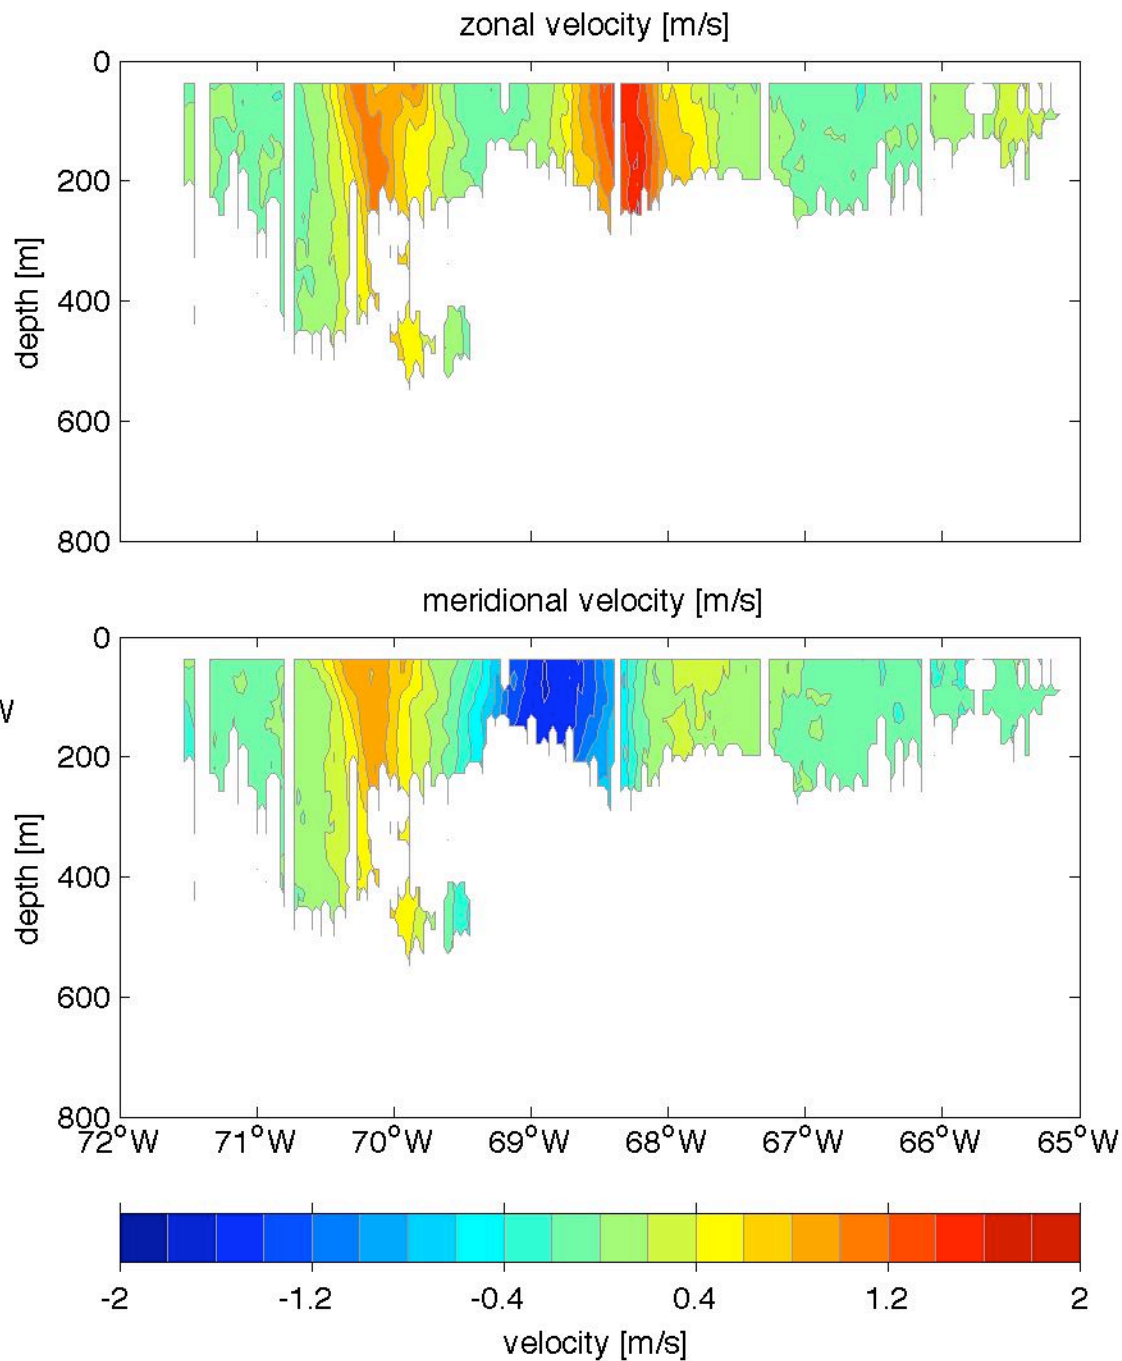 zonal velocity [m/s]
0
200
400
600
800
depth [m]
meridional velocity [m/s]
0
200
400
600
800
depth [m]
W
72°W 71°W 70°W 69°W 68°W 67°W 66°W 65°W
-2 -1.2 -0.4 0.4 1.2 2
velocity [m/s]